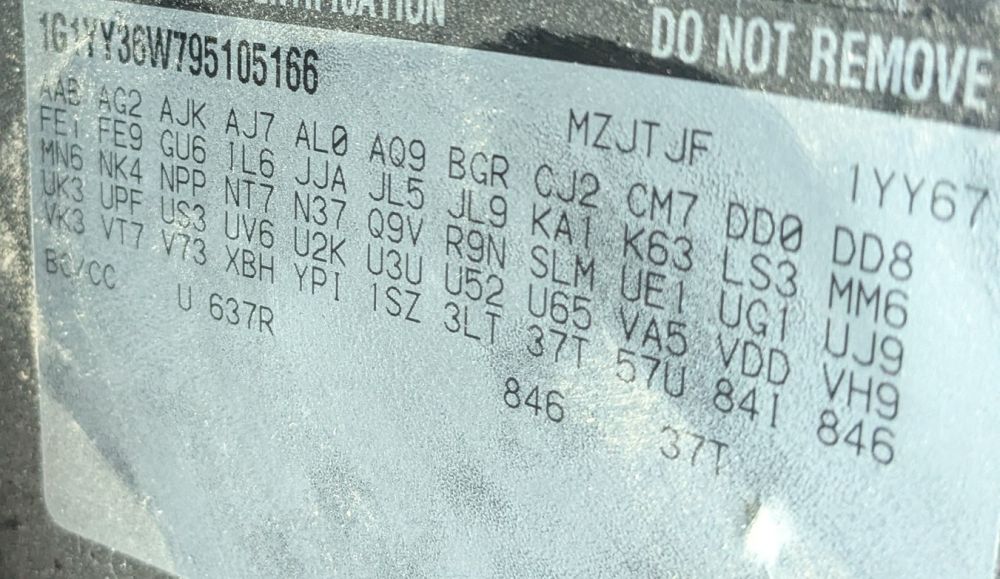 DO NOT REMOVE
1G1YY36W795105166
MZJTJF 1YY67
AAB AG2 AJK AJ7 AL0 AQ9 BGR CJ2 CM7 DD0 DD8
FE1 FE9 GU6 IL6 JJA JL5 JL9 KA1 K63 LS3 MM6
MN6 NK4 NPP NT7 N37 Q9V R9N SLM UE1 UG1 UJ9
UK3 UPF US3 UV6 U2K U3U U52 U65 VA5 VDD VH9
VK3 VT7 V73 XBH YPI 1SZ 3LT 37T 57U 84I 846
BC/CC U 637R 846 37T